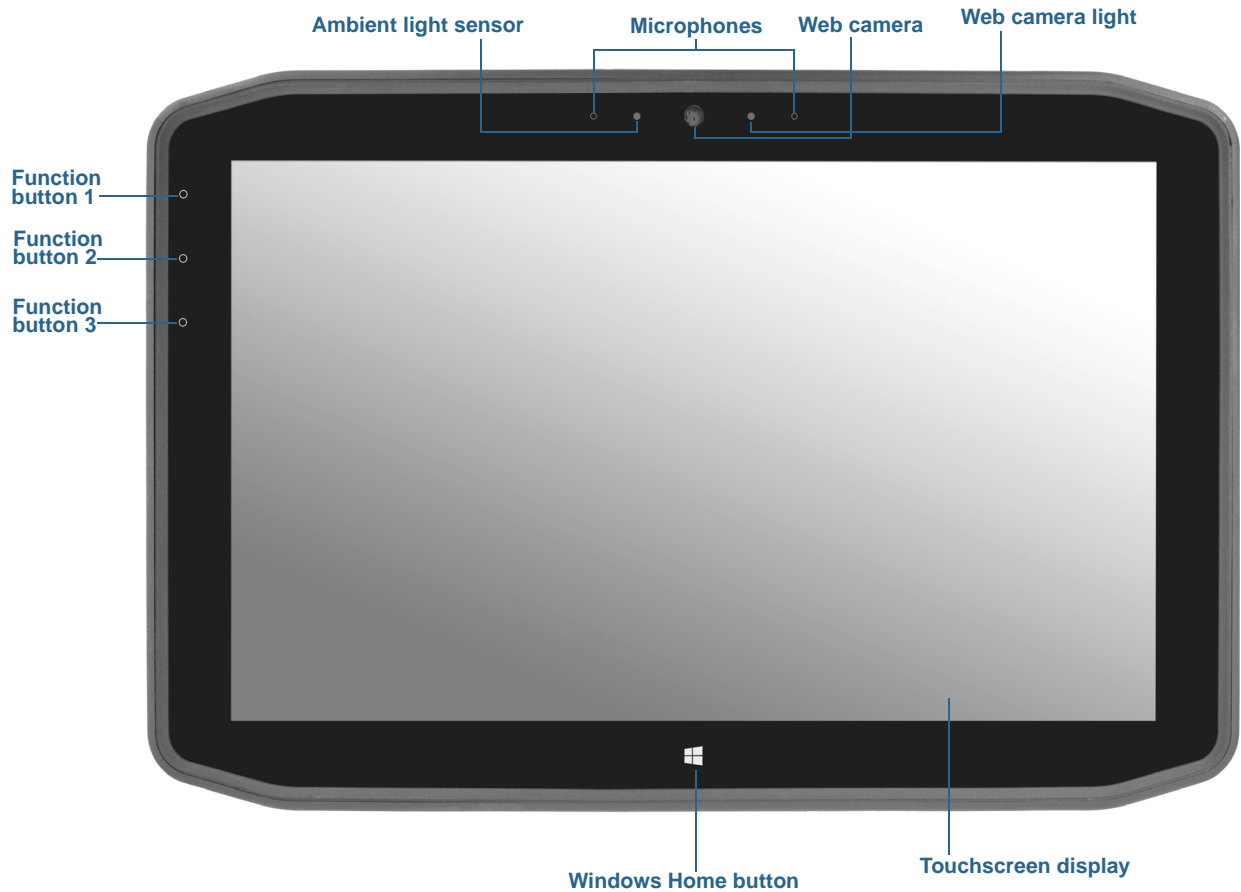 Ambient light sensor
Microphones
Web camera
Web camera light
Function
button 1
Function
button 2
Function
button 3
Touchscreen display
Windows Home button